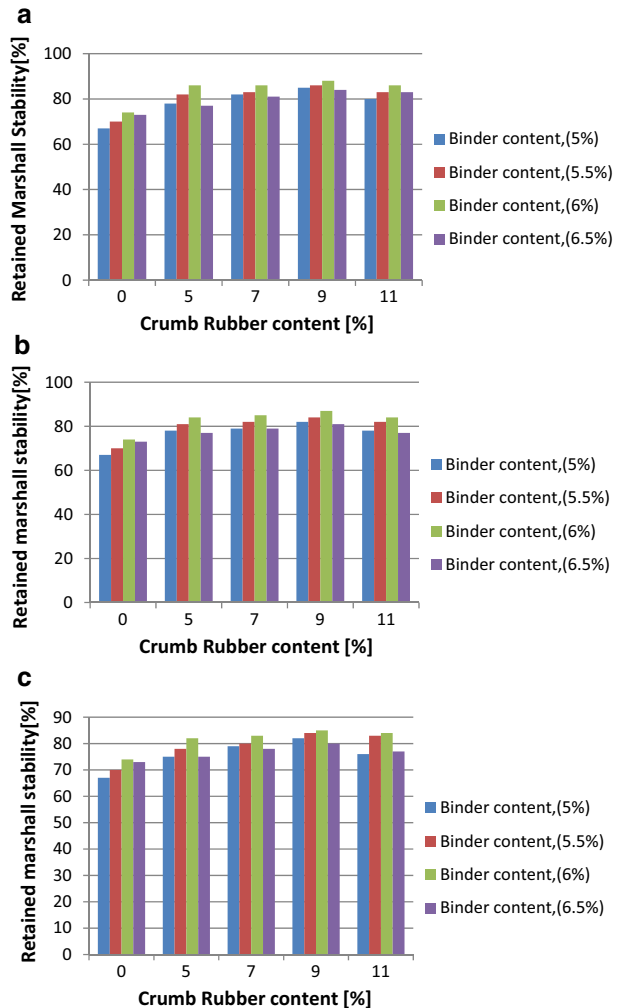 a
Retained Marshall Stability[%]
100
80
60
40
20
0
0 5 7 9 11
Crumb Rubber content [%]
Binder content,(5%)
Binder content,(5.5%)
Binder content,(6%)
Binder content,(6.5%)
b
Retained marshall stability[%]
100
80
60
40
20
0
0 5 7 9 11
Crumb Rubber content [%]
Binder content,(5%)
Binder content,(5.5%)
Binder content,(6%)
Binder content,(6.5%)
c
Retained marshall stability[%]
90
80
70
60
50
40
30
20
10
0
0 5 7 9 11
Crumb Rubber content [%]
Binder content,(5%)
Binder content,(5.5%)
Binder content,(6%)
Binder content,(6.5%)